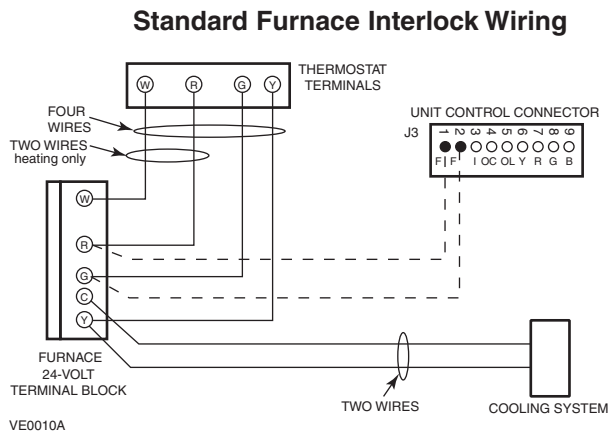 Standard Furnace Interlock Wiring
W R G Y
THERMOSTAT
TERMINALS
FOUR
WIRES
TWO WIRES
heating only
UNIT CONTROL CONNECTOR
J3
1 2 3 4 5 6 7 8 9
F F I OC OL Y R G B
W
R
G
C
Y
FURNACE
24-VOLT
TERMINAL BLOCK
TWO WIRES
COOLING SYSTEM
VE0010A